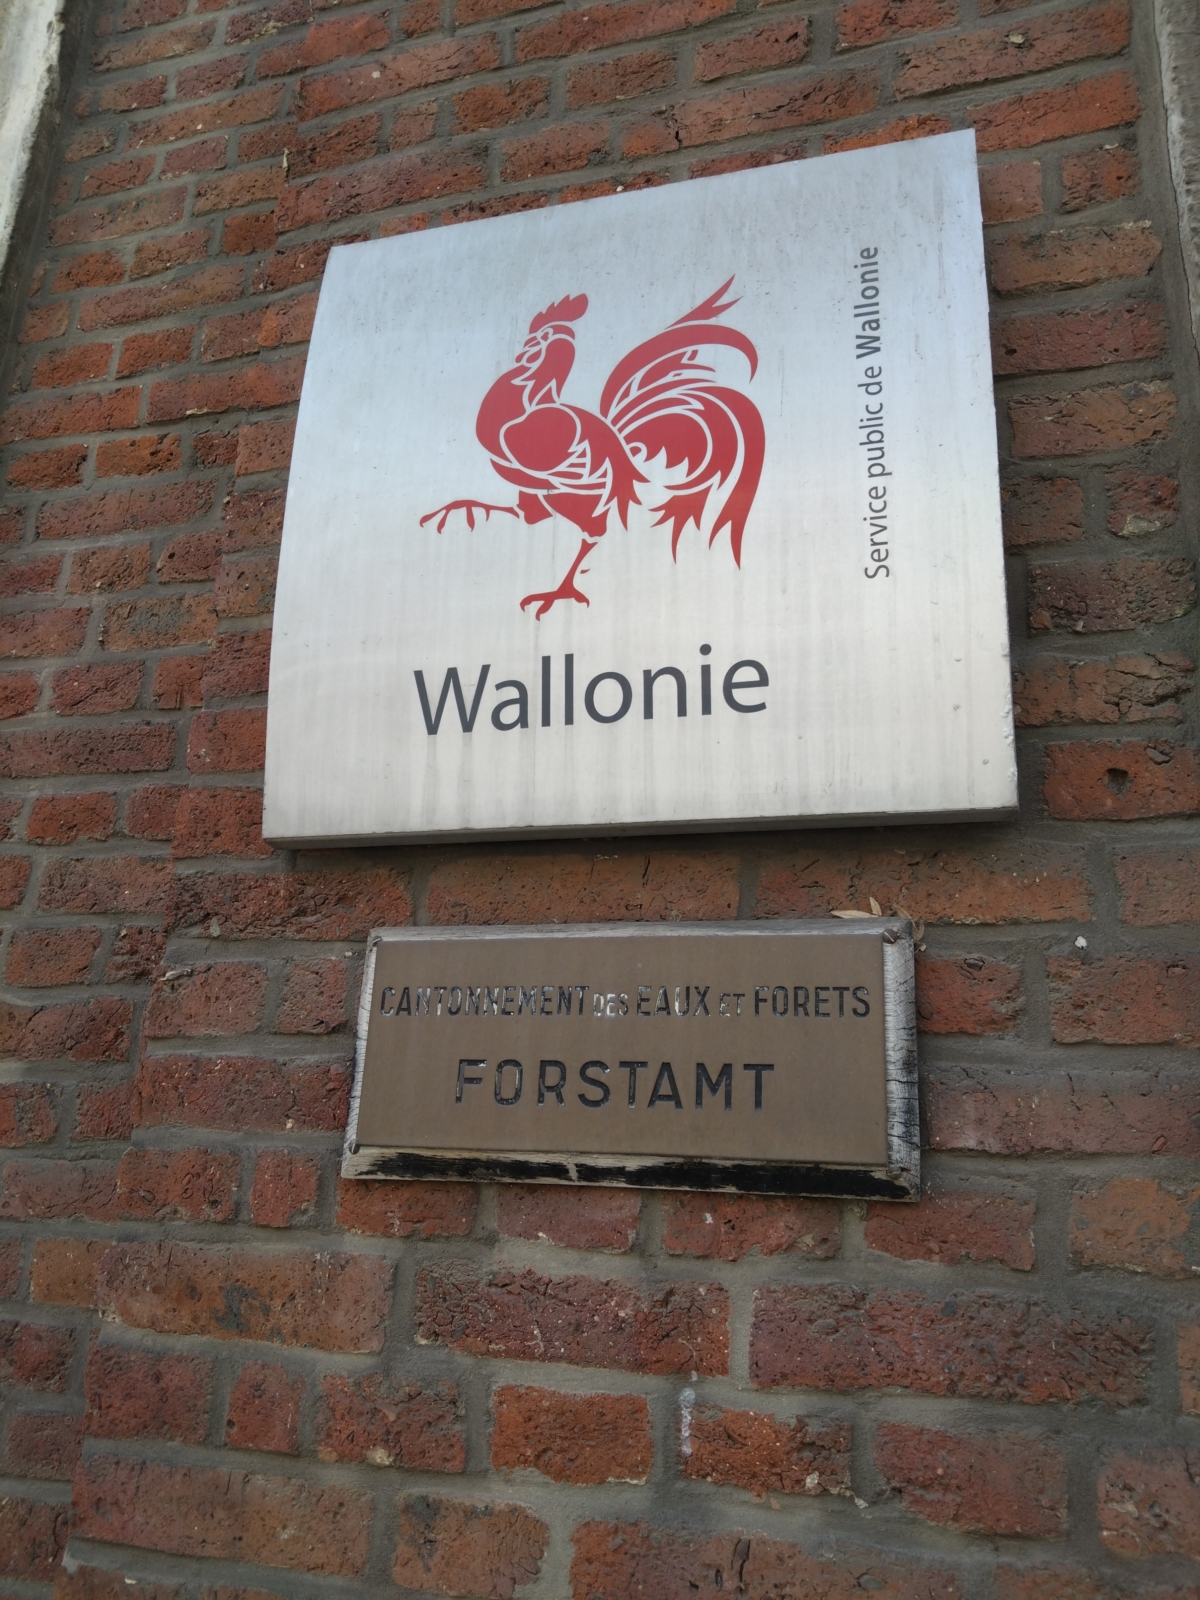 Wallonie
Service public de Wallonie
CANTONNEMENT DES EAUX ET FORETS
FORSTAMT